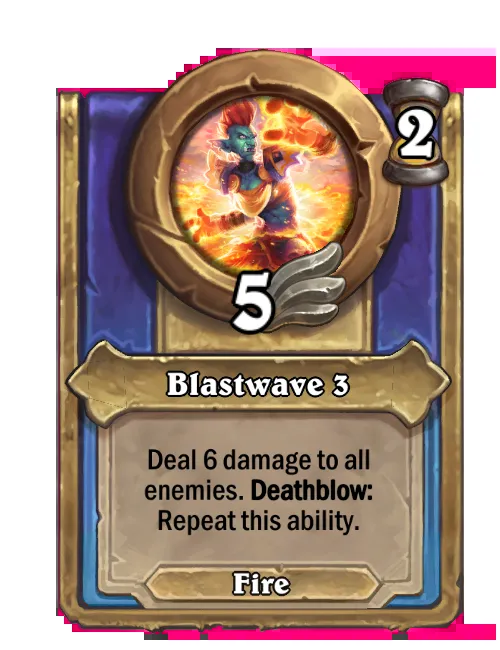 2
5
Blastwave 3
Deal 6 damage to all
enemies. Deathblow:
Repeat this ability.
Fire